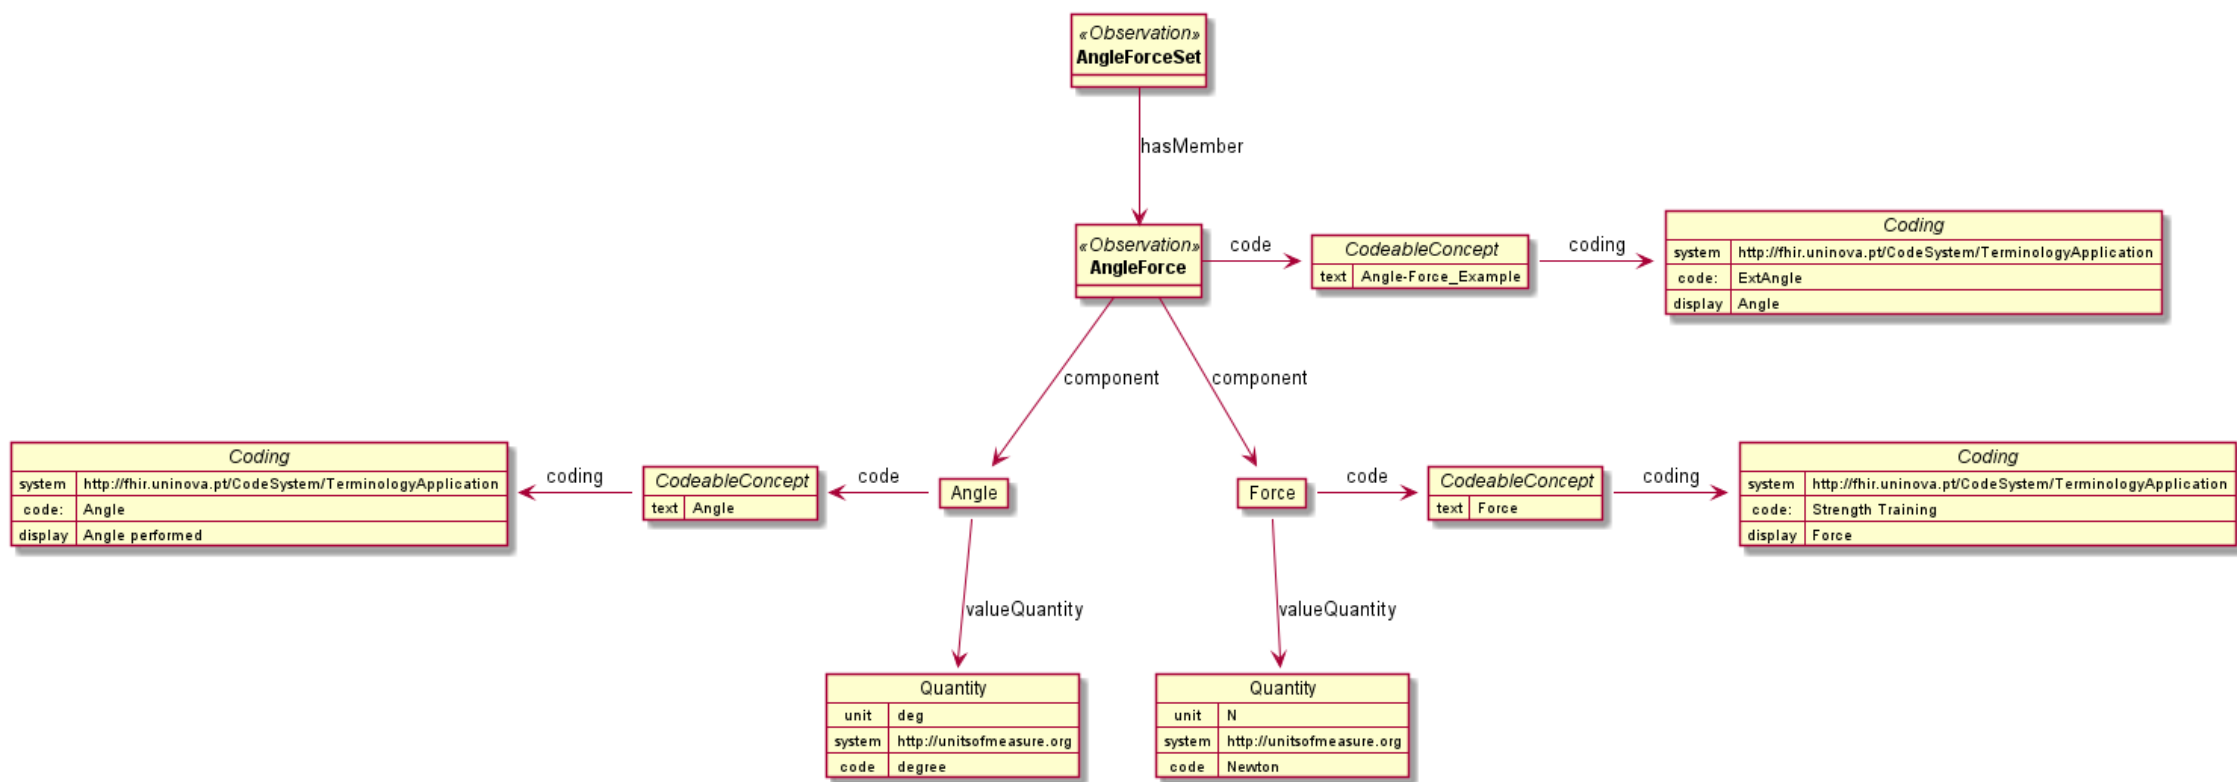 «Observation»
AngleForceSet
hasMember
«Observation»
AngleForce
code
CodeableConcept
text Angle-Force_Example
coding
Coding
system http://fhir.uninova.pt/CodeSystem/TerminologyApplication
code: ExtAngle
display Angle
component
component
Coding
system http://fhir.uninova.pt/CodeSystem/TerminologyApplication
code: Angle
display Angle performed
coding
CodeableConcept
text Angle
code
Angle
Force
code
CodeableConcept
text Force
coding
Coding
system http://fhir.uninova.pt/CodeSystem/TerminologyApplication
code: Strength Training
display Force
valueQuantity
valueQuantity
Quantity
unit deg
system http://unitsofmeasure.org
code degree
Quantity
unit N
system http://unitsofmeasure.org
code Newton